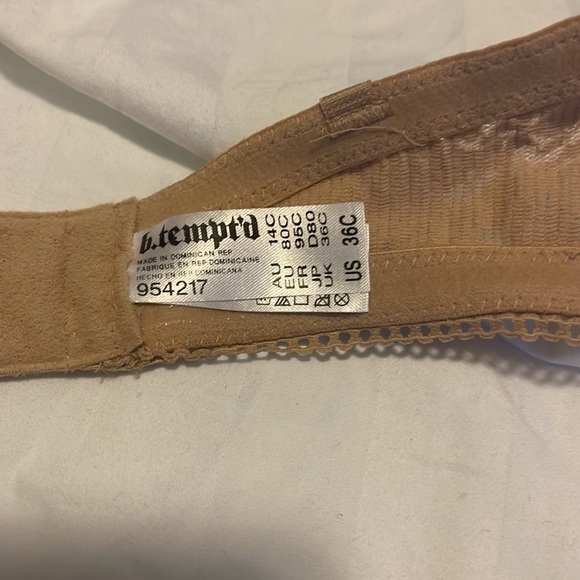 b.tempt'd
MADE IN DOMINICAN REP
FABRIQUE EN REP DOMINICAINE
HECHO EN REP DOMINICANA
954217
AU 14C
EU 80C
FR 95C
JP D80
UK 36C
US 36C